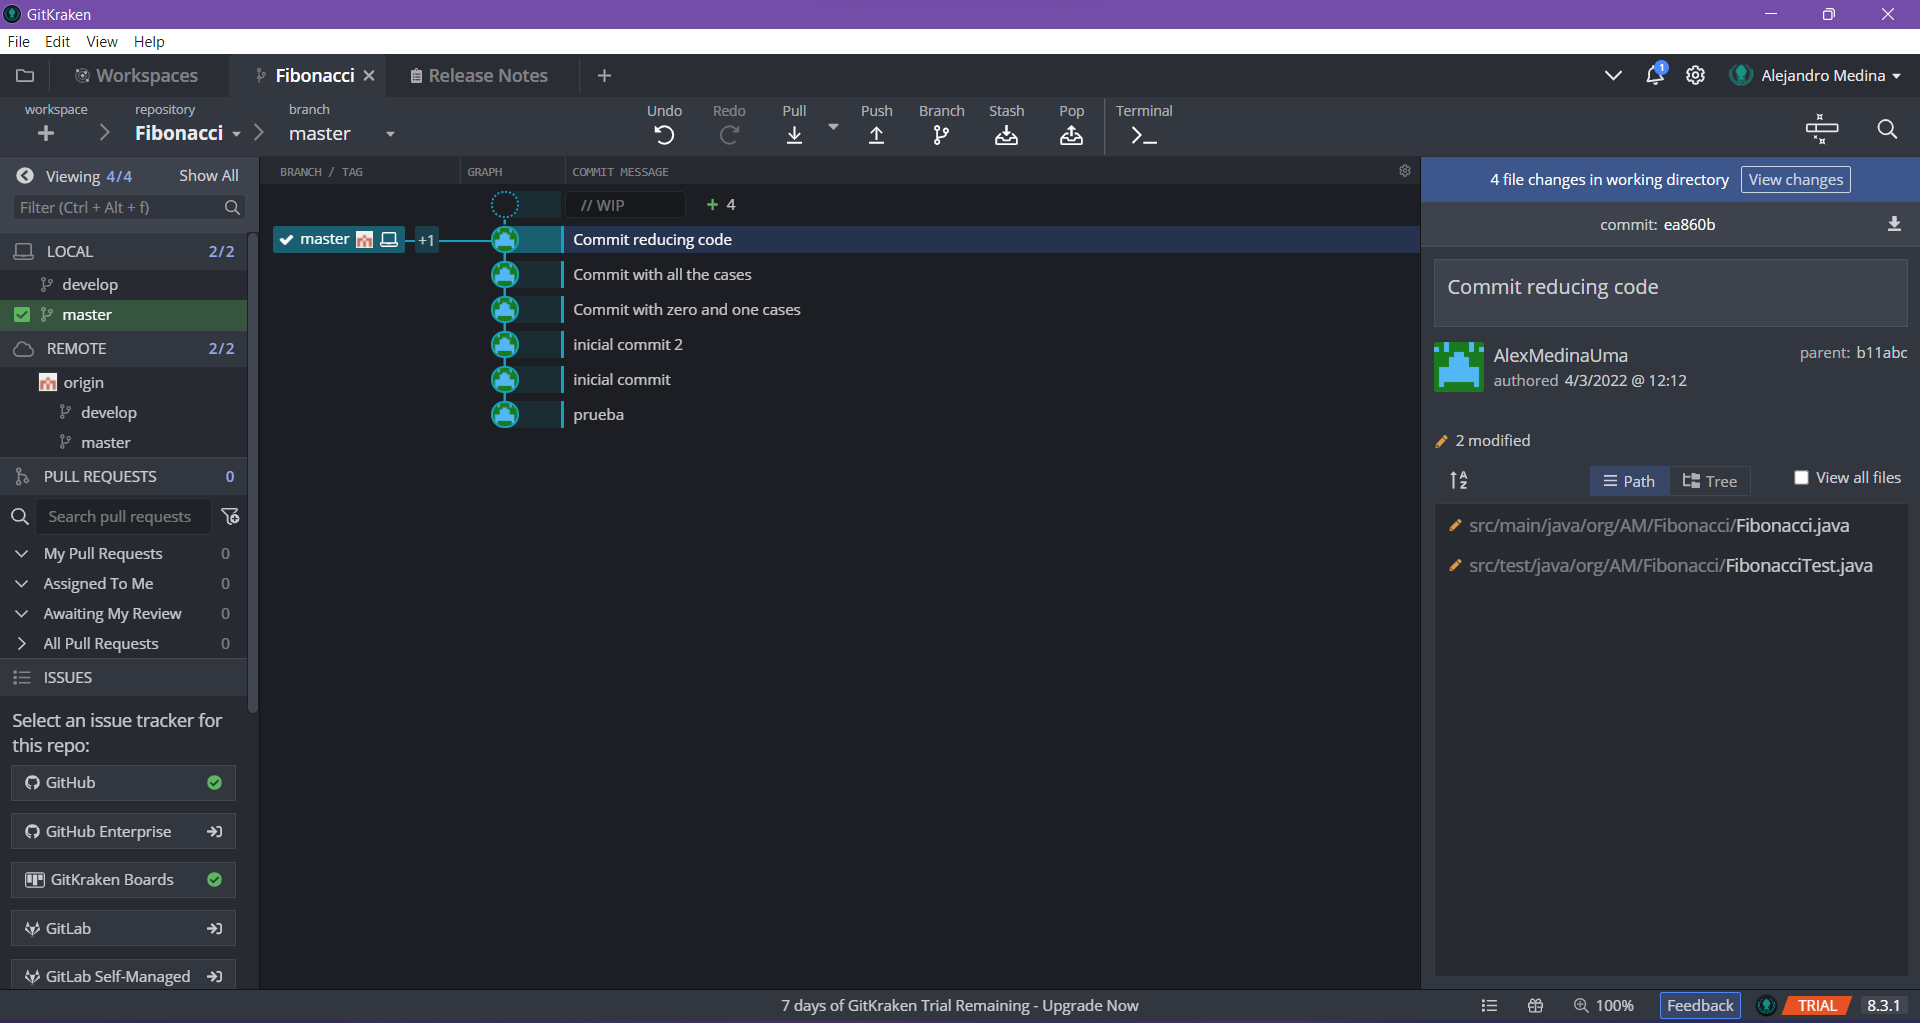 GitKraken
File Edit View Help
Workspaces
Fibonacci
Release Notes
1
Alejandro Medina
workspace
repository
Fibonacci
branch
master
Undo
Redo
Pull
Push
Branch
Stash
Pop
Terminal
Viewing 4/4 Show All
Filter (Ctrl + Alt + f)
LOCAL 2/2
develop
master
REMOTE 2/2
origin
develop
master
PULL REQUESTS 0
Search pull requests
My Pull Requests 0
Assigned To Me 0
Awaiting My Review 0
All Pull Requests 0
ISSUES
Select an issue tracker for
this repo:
GitHub
GitHub Enterprise
GitKraken Boards
GitLab
GitLab Self-Managed
BRANCH / TAG GRAPH COMMIT MESSAGE
// WIP + 4
master +1 Commit reducing code
Commit with all the cases
Commit with zero and one cases
inicial commit 2
inicial commit
prueba
4 file changes in working directory View changes
commit: ea860b
Commit reducing code
AlexMedinaUma parent: b11abc
authored 4/3/2022 @ 12:12
2 modified
A
Z
Path Tree View all files
src/main/java/org/AM/Fibonacci/Fibonacci.java
src/test/java/org/AM/Fibonacci/FibonacciTest.java
7 days of GitKraken Trial Remaining - Upgrade Now
100%
Feedback
TRIAL
8.3.1